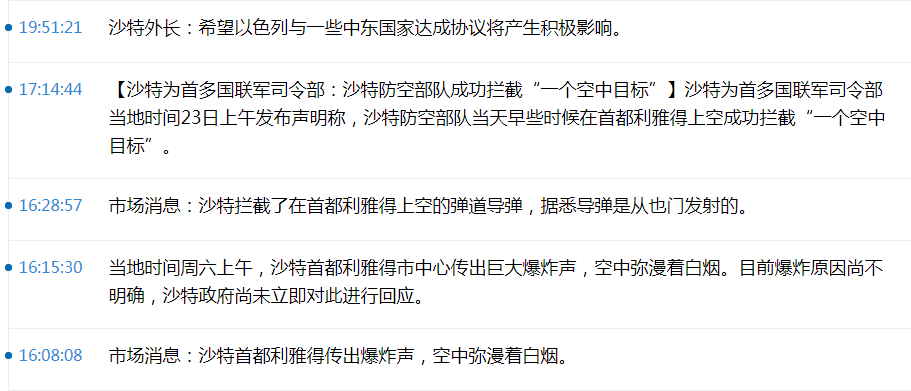 19:51:21 沙特外长：希望以色列与一些中东国家达成协议将产生积极影响。
17:14:44 【沙特为首多国联军司令部：沙特防空部队成功拦截“一个空中目标”】沙特为首多国联军司令部
当地时间23日上午发布声明称，沙特防空部队当天早些时候在首都利雅得上空成功拦截“一个空中
目标”。
16:28:57 市场消息：沙特拦截了在首都利雅得上空的弹道导弹，据悉导弹是从也门发射的。
16:15:30 当地时间周六上午，沙特首都利雅得市中心传出巨大爆炸声，空中弥漫着白烟。目前爆炸原因尚不
明确，沙特政府尚未立即对此进行回应。
16:08:08 市场消息：沙特首都利雅得传出爆炸声，空中弥漫着白烟。